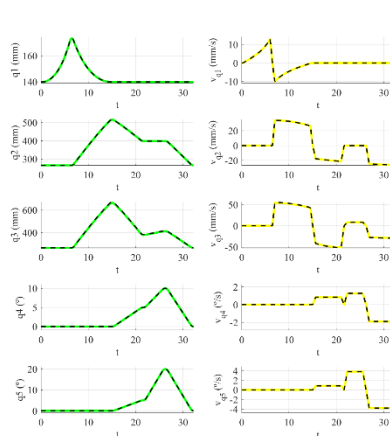 160
140
q1 (mm)
0 10 20 30
t
10
0
-10
v_q1 (mm/s)
0 10 20 30
t
500
400
300
q2 (mm)
0 10 20 30
t
20
0
-20
v_q2 (mm/s)
0 10 20 30
t
600
400
q3 (mm)
0 10 20 30
t
50
0
-50
v_q3 (mm/s)
0 10 20 30
t
10
5
0
q4 (°)
0 10 20 30
t
2
0
-2
v_q4 (°/s)
0 10 20 30
t
20
10
0
q5 (°)
0 10 20 30
t
4
2
0
-2
-4
v_q5 (°/s)
0 10 20 30
t